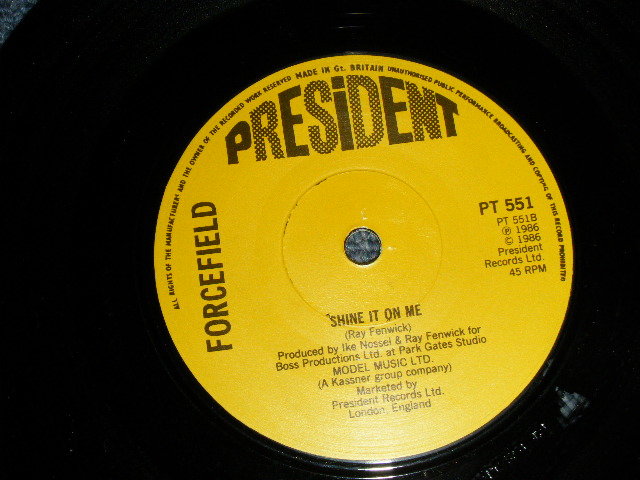 ALL RIGHTS OF THE MANUFACTURER AND THE OWNER OF THE RECORDED WORK RESERVED MADE IN Gt. BRITAIN UNAUTHORISED PUBLIC PERFORMANCE BROADCASTING AND COPYING OF THIS RECORD PROHIBITED
PRESiDENT
FORCEFIELD
PT 551
PT 551B
℗ 1986
© 1986
President
Records Ltd.
45 RPM
SHINE IT ON ME
(Ray Fenwick)
Produced by Ike Nossel & Ray Fenwick for
Boss Productions Ltd. at Park Gates Studio
MODEL MUSIC LTD.
(A Kassner group company)
Marketed by
President Records Ltd.
London, England